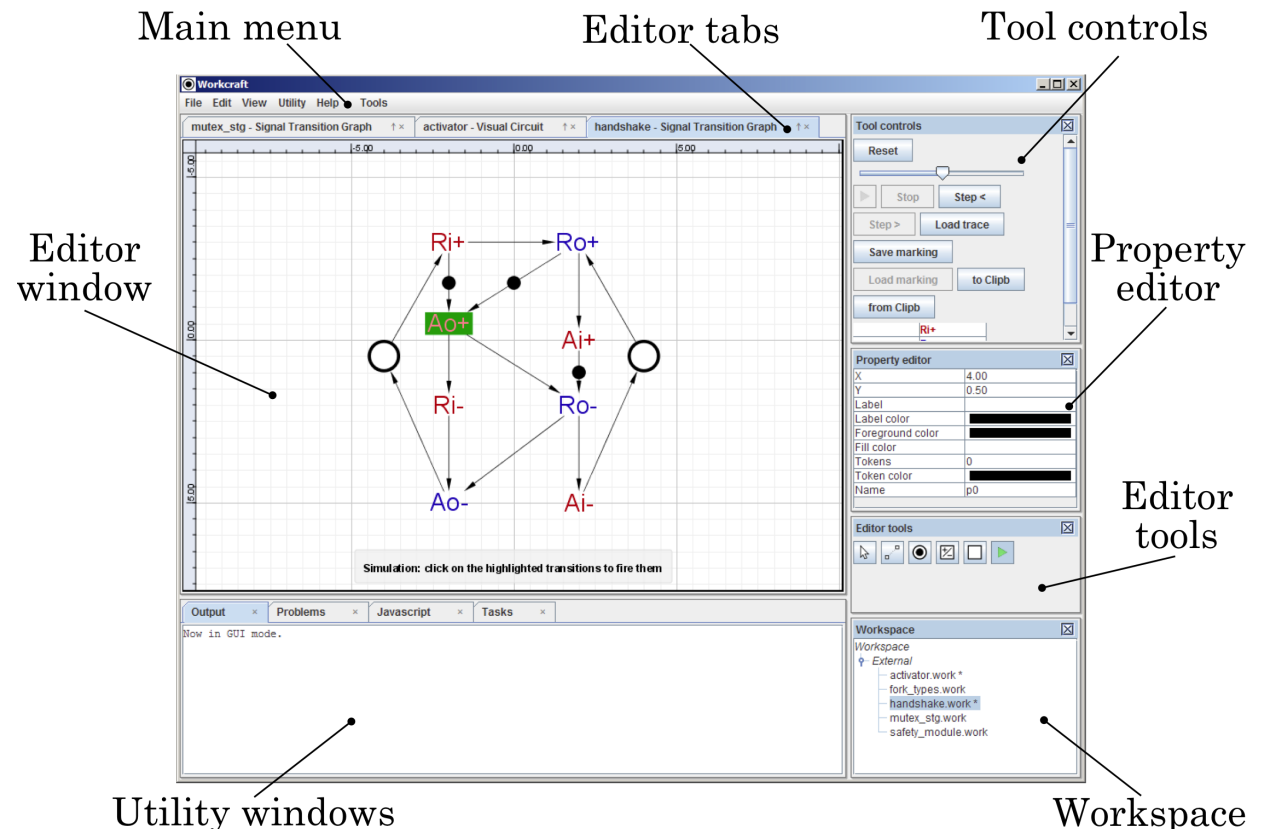 Main menu
Editor tabs
Tool controls
Workcraft
File Edit View Utility Help Tools
mutex_stg - Signal Transition Graph
activator - Visual Circuit
handshake - Signal Transition Graph
-5.00 0.00 5.00
-5.00
0.00
5.00
Ri+
Ro+
Ao+
Ai+
Ri-
Ro-
Ao-
Ai-
Simulation: click on the highlighted transitions to fire them
Editor
window
Tool controls
Reset
Stop
Step <
Step >
Load trace
Save marking
Load marking
to Clipb
from Clipb
Ri+
Property
editor
Property editor
X 4.00
Y 0.50
Label
Label color
Foreground color
Fill color
Tokens 0
Token color
Name p0
Editor
tools
Editor tools
Output
Problems
Javascript
Tasks
Now in GUI mode.
Workspace
Workspace
External
activator.work *
fork_types.work
handshake.work *
mutex_stg.work
safety_module.work
Utility windows
Workspace